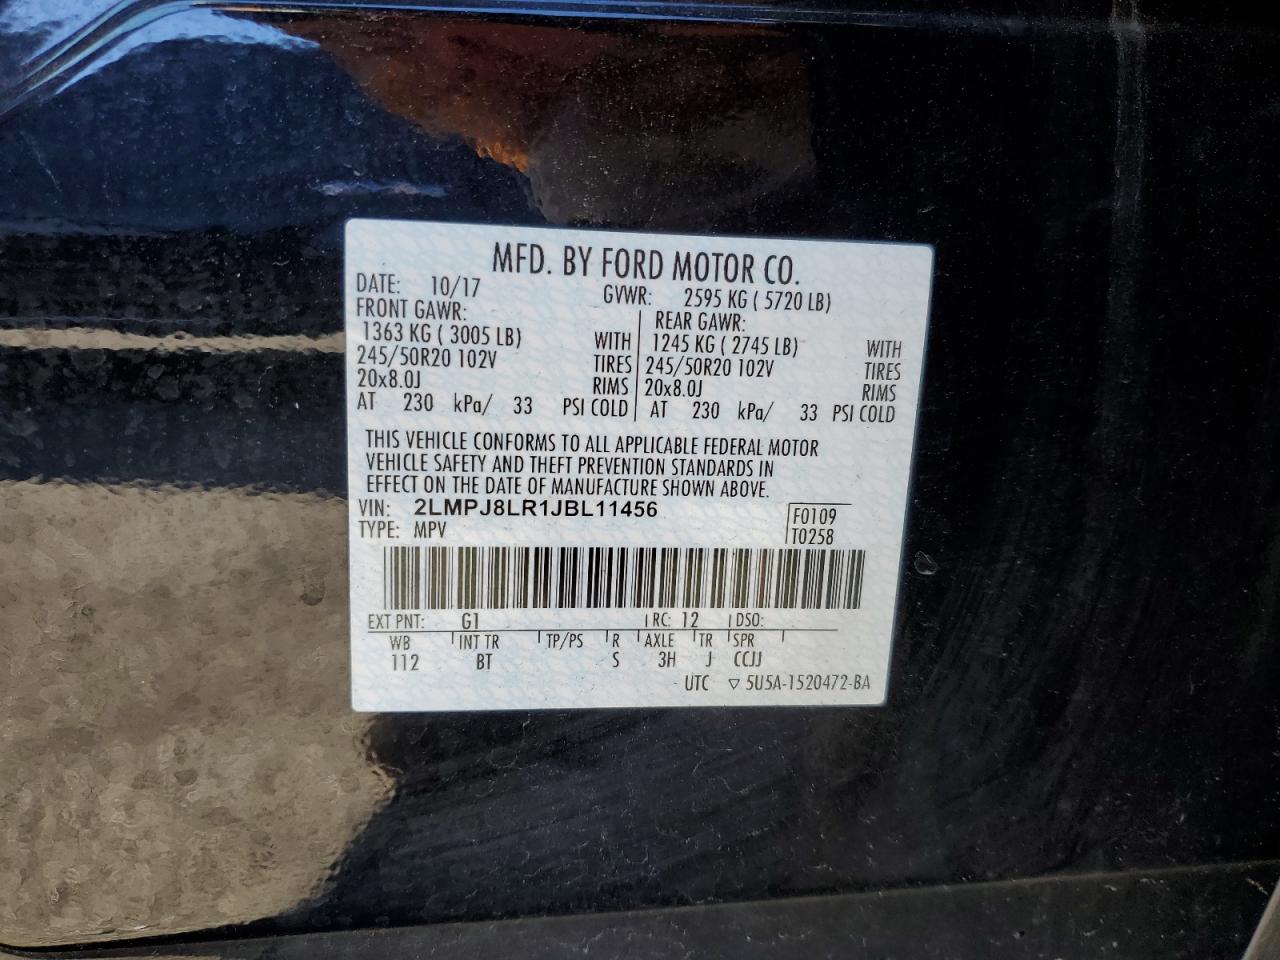 MFD. BY FORD MOTOR CO.
DATE: 10/17 GVWR: 2595 KG ( 5720 LB)
FRONT GAWR: REAR GAWR:
1363 KG ( 3005 LB) WITH 1245 KG ( 2745 LB) WITH
245/50R20 102V TIRES 245/50R20 102V TIRES
20x8.0J RIMS 20x8.0J RIMS
AT 230 kPa/ 33 PSI COLD AT 230 kPa/ 33 PSI COLD
THIS VEHICLE CONFORMS TO ALL APPLICABLE FEDERAL MOTOR
VEHICLE SAFETY AND THEFT PREVENTION STANDARDS IN
EFFECT ON THE DATE OF MANUFACTURE SHOWN ABOVE.
VIN: 2LMPJ8LR1JBL11456 F0109
TYPE: MPV T0258
EXT PNT: G1 RC: 12 DSO:
WB INT TR TP/PS R AXLE TR SPR
112 BT S 3H J CCJJ
UTC ▽ 5U5A-1520472-BA